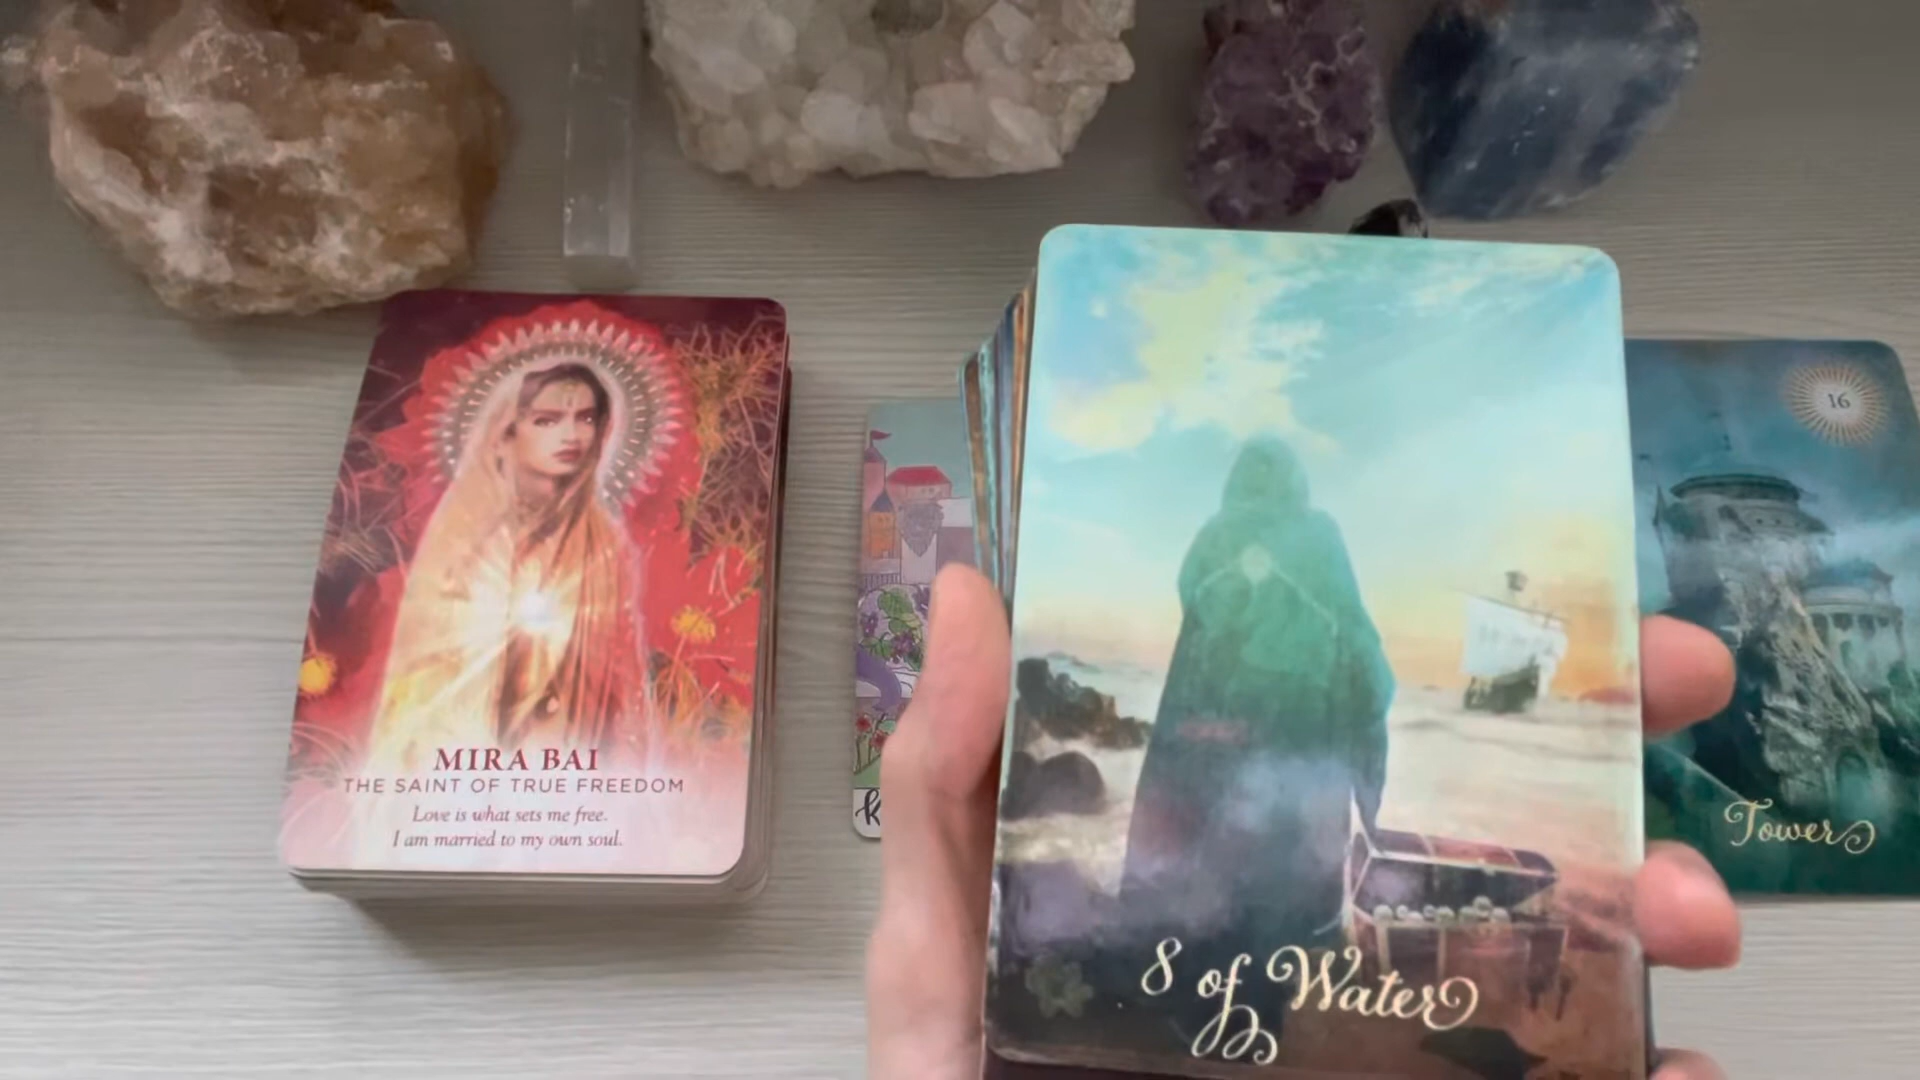 MIRA BAI
THE SAINT OF TRUE FREEDOM
Love is what sets me free.
I am married to my own soul.
8 of Water
16
Tower